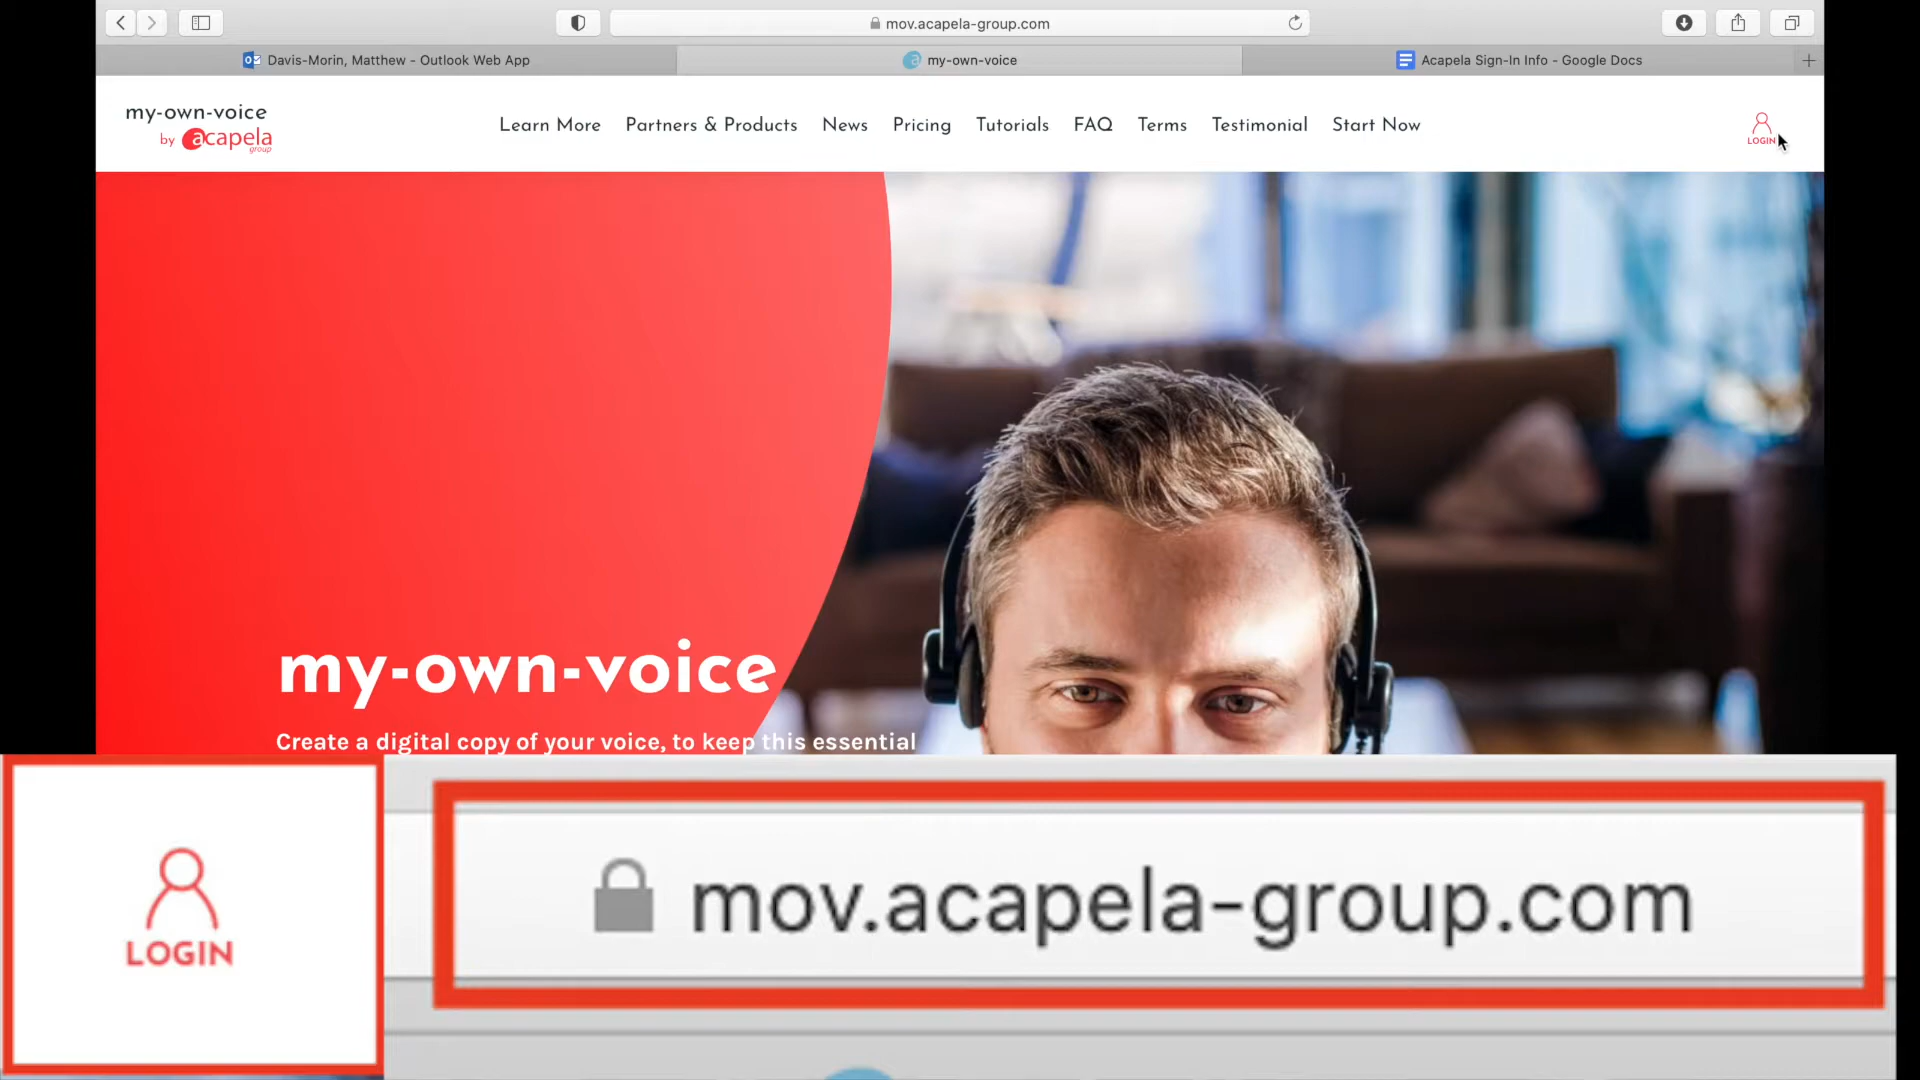 mov.acapela-group.com
Davis-Morin, Matthew - Outlook Web App
my-own-voice
Acapela Sign-In Info - Google Docs
my-own-voice
by acapela
group
Learn More
Partners & Products
News
Pricing
Tutorials
FAQ
Terms
Testimonial
Start Now
LOGIN
my-own-voice
Create a digital copy of your voice, to keep this essential
LOGIN
mov.acapela-group.com